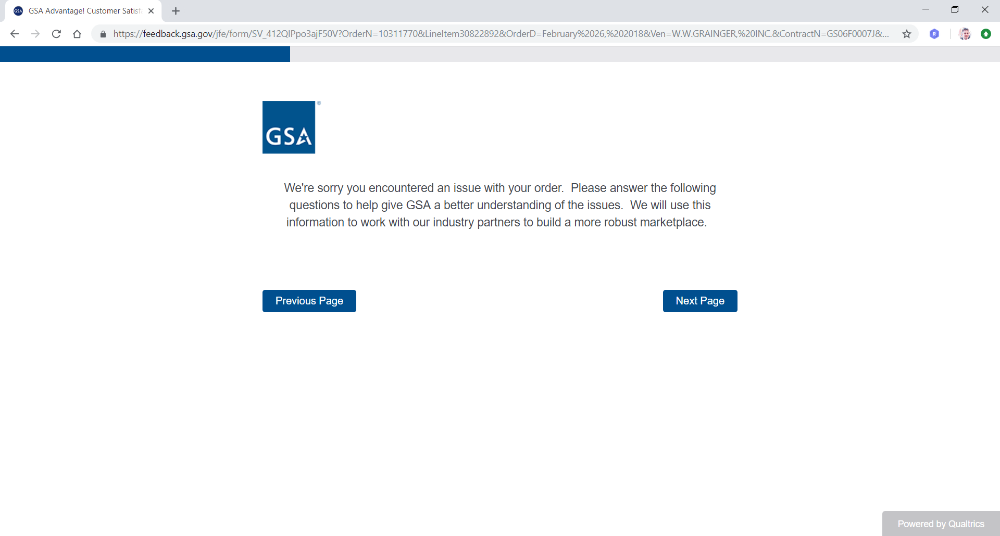 GSA Advantage! Customer Satisf
https://feedback.gsa.gov/jfe/form/SV_412QIPpo3ajF50V?OrderN=10311770&LineItem30822892&OrderD=February%2026,%202018&Ven=W.W.GRAINGER,%20INC.&ContractN=GS06F0007J&...
R
GSA
®
We're sorry you encountered an issue with your order.  Please answer the following
questions to help give GSA a better understanding of the issues.  We will use this
information to work with our industry partners to build a more robust marketplace.
Previous Page
Next Page
Powered by Qualtrics